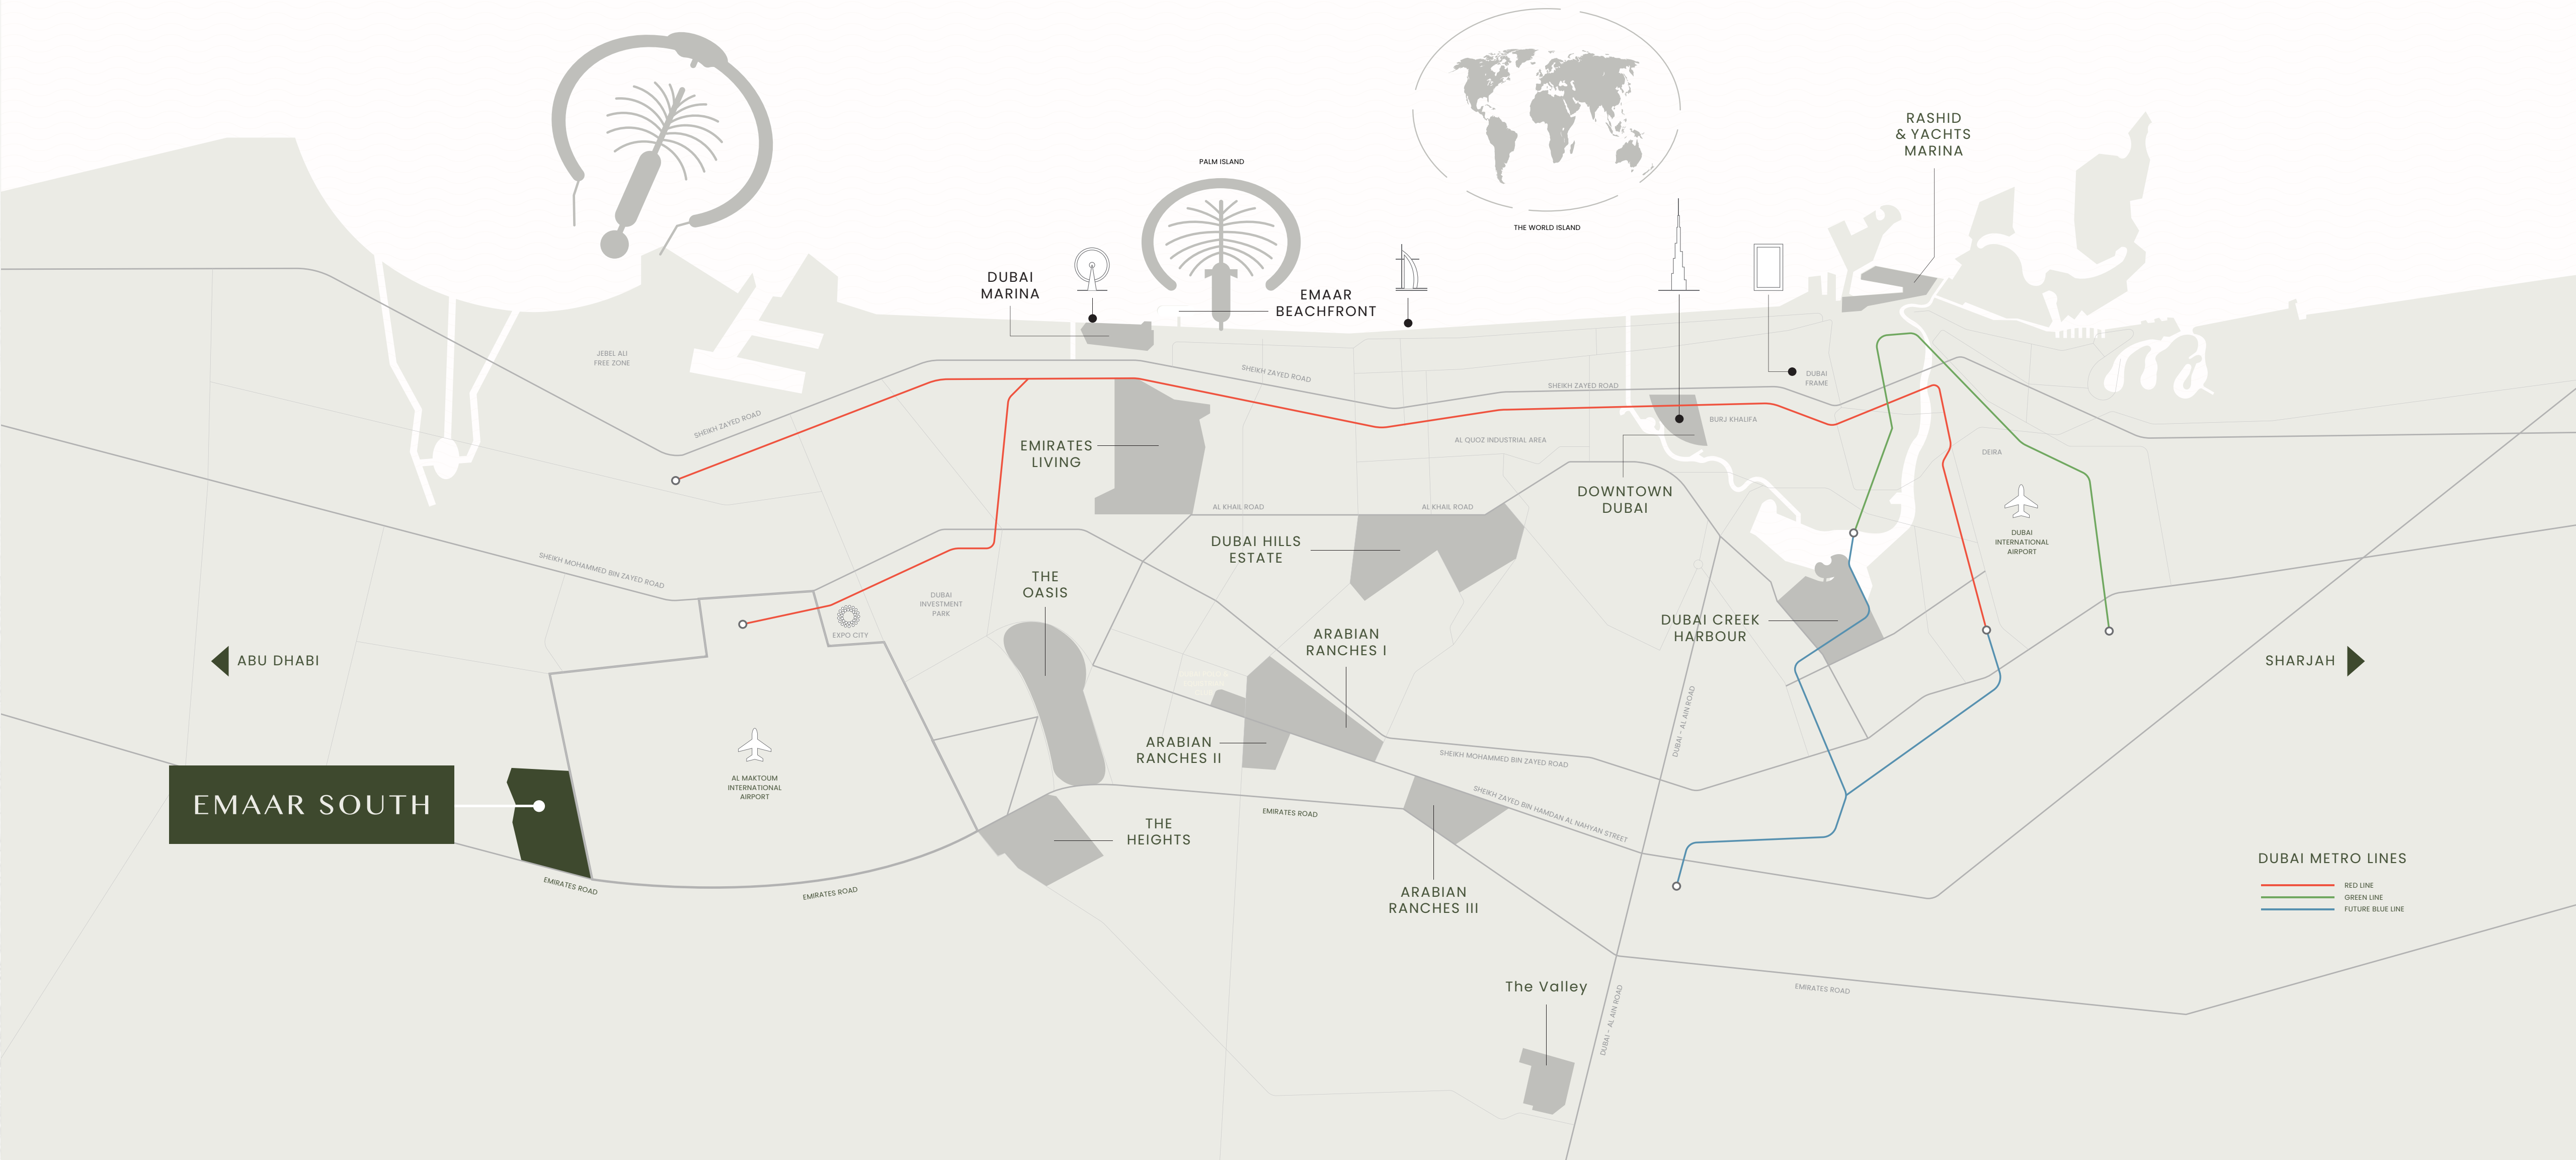 RASHID
& YACHTS
MARINA
PALM ISLAND
THE WORLD ISLAND
DUBAI
MARINA
EMAAR
BEACHFRONT
JEBEL ALI
FREE ZONE
SHEIKH ZAYED ROAD
SHEIKH ZAYED ROAD
SHEIKH ZAYED ROAD
DUBAI
FRAME
BURJ KHALIFA
EMIRATES
LIVING
AL QUOZ INDUSTRIAL AREA
DEIRA
DOWNTOWN
DUBAI
AL KHAIL ROAD
AL KHAIL ROAD
DUBAI
INTERNATIONAL
AIRPORT
DUBAI HILLS
ESTATE
SHEIKH MOHAMMED BIN ZAYED ROAD
THE
OASIS
DUBAI
INVESTMENT
PARK
EXPO CITY
DUBAI CREEK
HARBOUR
ARABIAN
RANCHES I
ABU DHABI
SHARJAH
DUBAI - AL AIN ROAD
ARABIAN
RANCHES II
SHEIKH MOHAMMED BIN ZAYED ROAD
AL MAKTOUM
INTERNATIONAL
AIRPORT
EMAAR SOUTH
SHEIKH ZAYED BIN HAMDAN AL NAHYAN STREET
EMIRATES ROAD
THE
HEIGHTS
DUBAI METRO LINES
RED LINE
GREEN LINE
FUTURE BLUE LINE
EMIRATES ROAD
EMIRATES ROAD
ARABIAN
RANCHES III
The Valley
EMIRATES ROAD
DUBAI - AL AIN ROAD